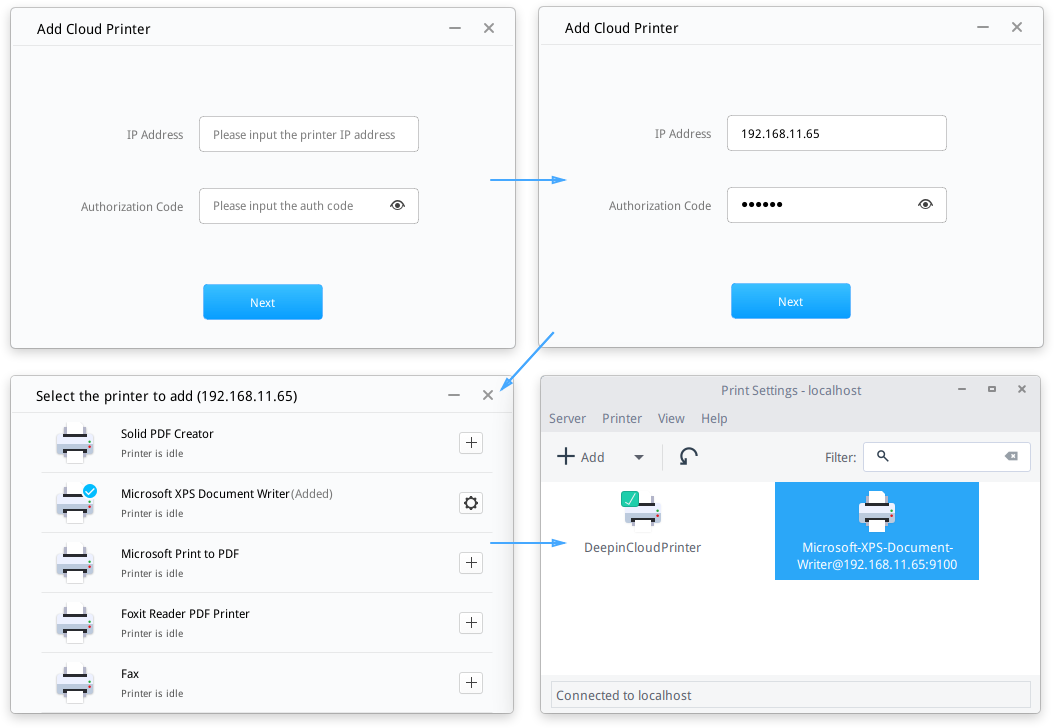 Add Cloud Printer
IP Address
Please input the printer IP address
Authorization Code
Please input the auth code
Next
Add Cloud Printer
IP Address
192.168.11.65
Authorization Code
••••••
Next
Select the printer to add (192.168.11.65)
Solid PDF Creator
Printer is idle
Microsoft XPS Document Writer(Added)
Printer is idle
Microsoft Print to PDF
Printer is idle
Foxit Reader PDF Printer
Printer is idle
Fax
Printer is idle
Print Settings - localhost
Server Printer View Help
Add
Filter:
DeepinCloudPrinter
Microsoft-XPS-Document-
Writer@192.168.11.65:9100
Connected to localhost